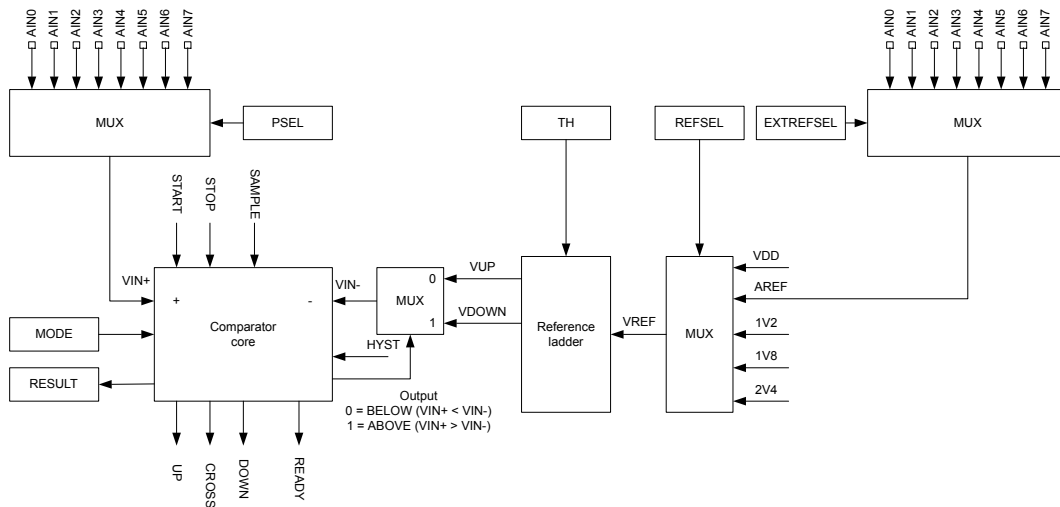 AIN0
AIN1
AIN2
AIN3
AIN4
AIN5
AIN6
AIN7
AIN0
AIN1
AIN2
AIN3
AIN4
AIN5
AIN6
AIN7
MUX
PSEL
TH
REFSEL
EXTREFSEL
MUX
START
STOP
SAMPLE
VIN+
+
-
VIN-
MUX
0
1
VUP
VDOWN
Comparator
core
HYST
MODE
RESULT
Reference
ladder
VREF
MUX
VDD
AREF
1V2
1V8
2V4
Output
0 = BELOW (VIN+ < VIN-)
1 = ABOVE (VIN+ > VIN-)
UP
CROSS
DOWN
READY